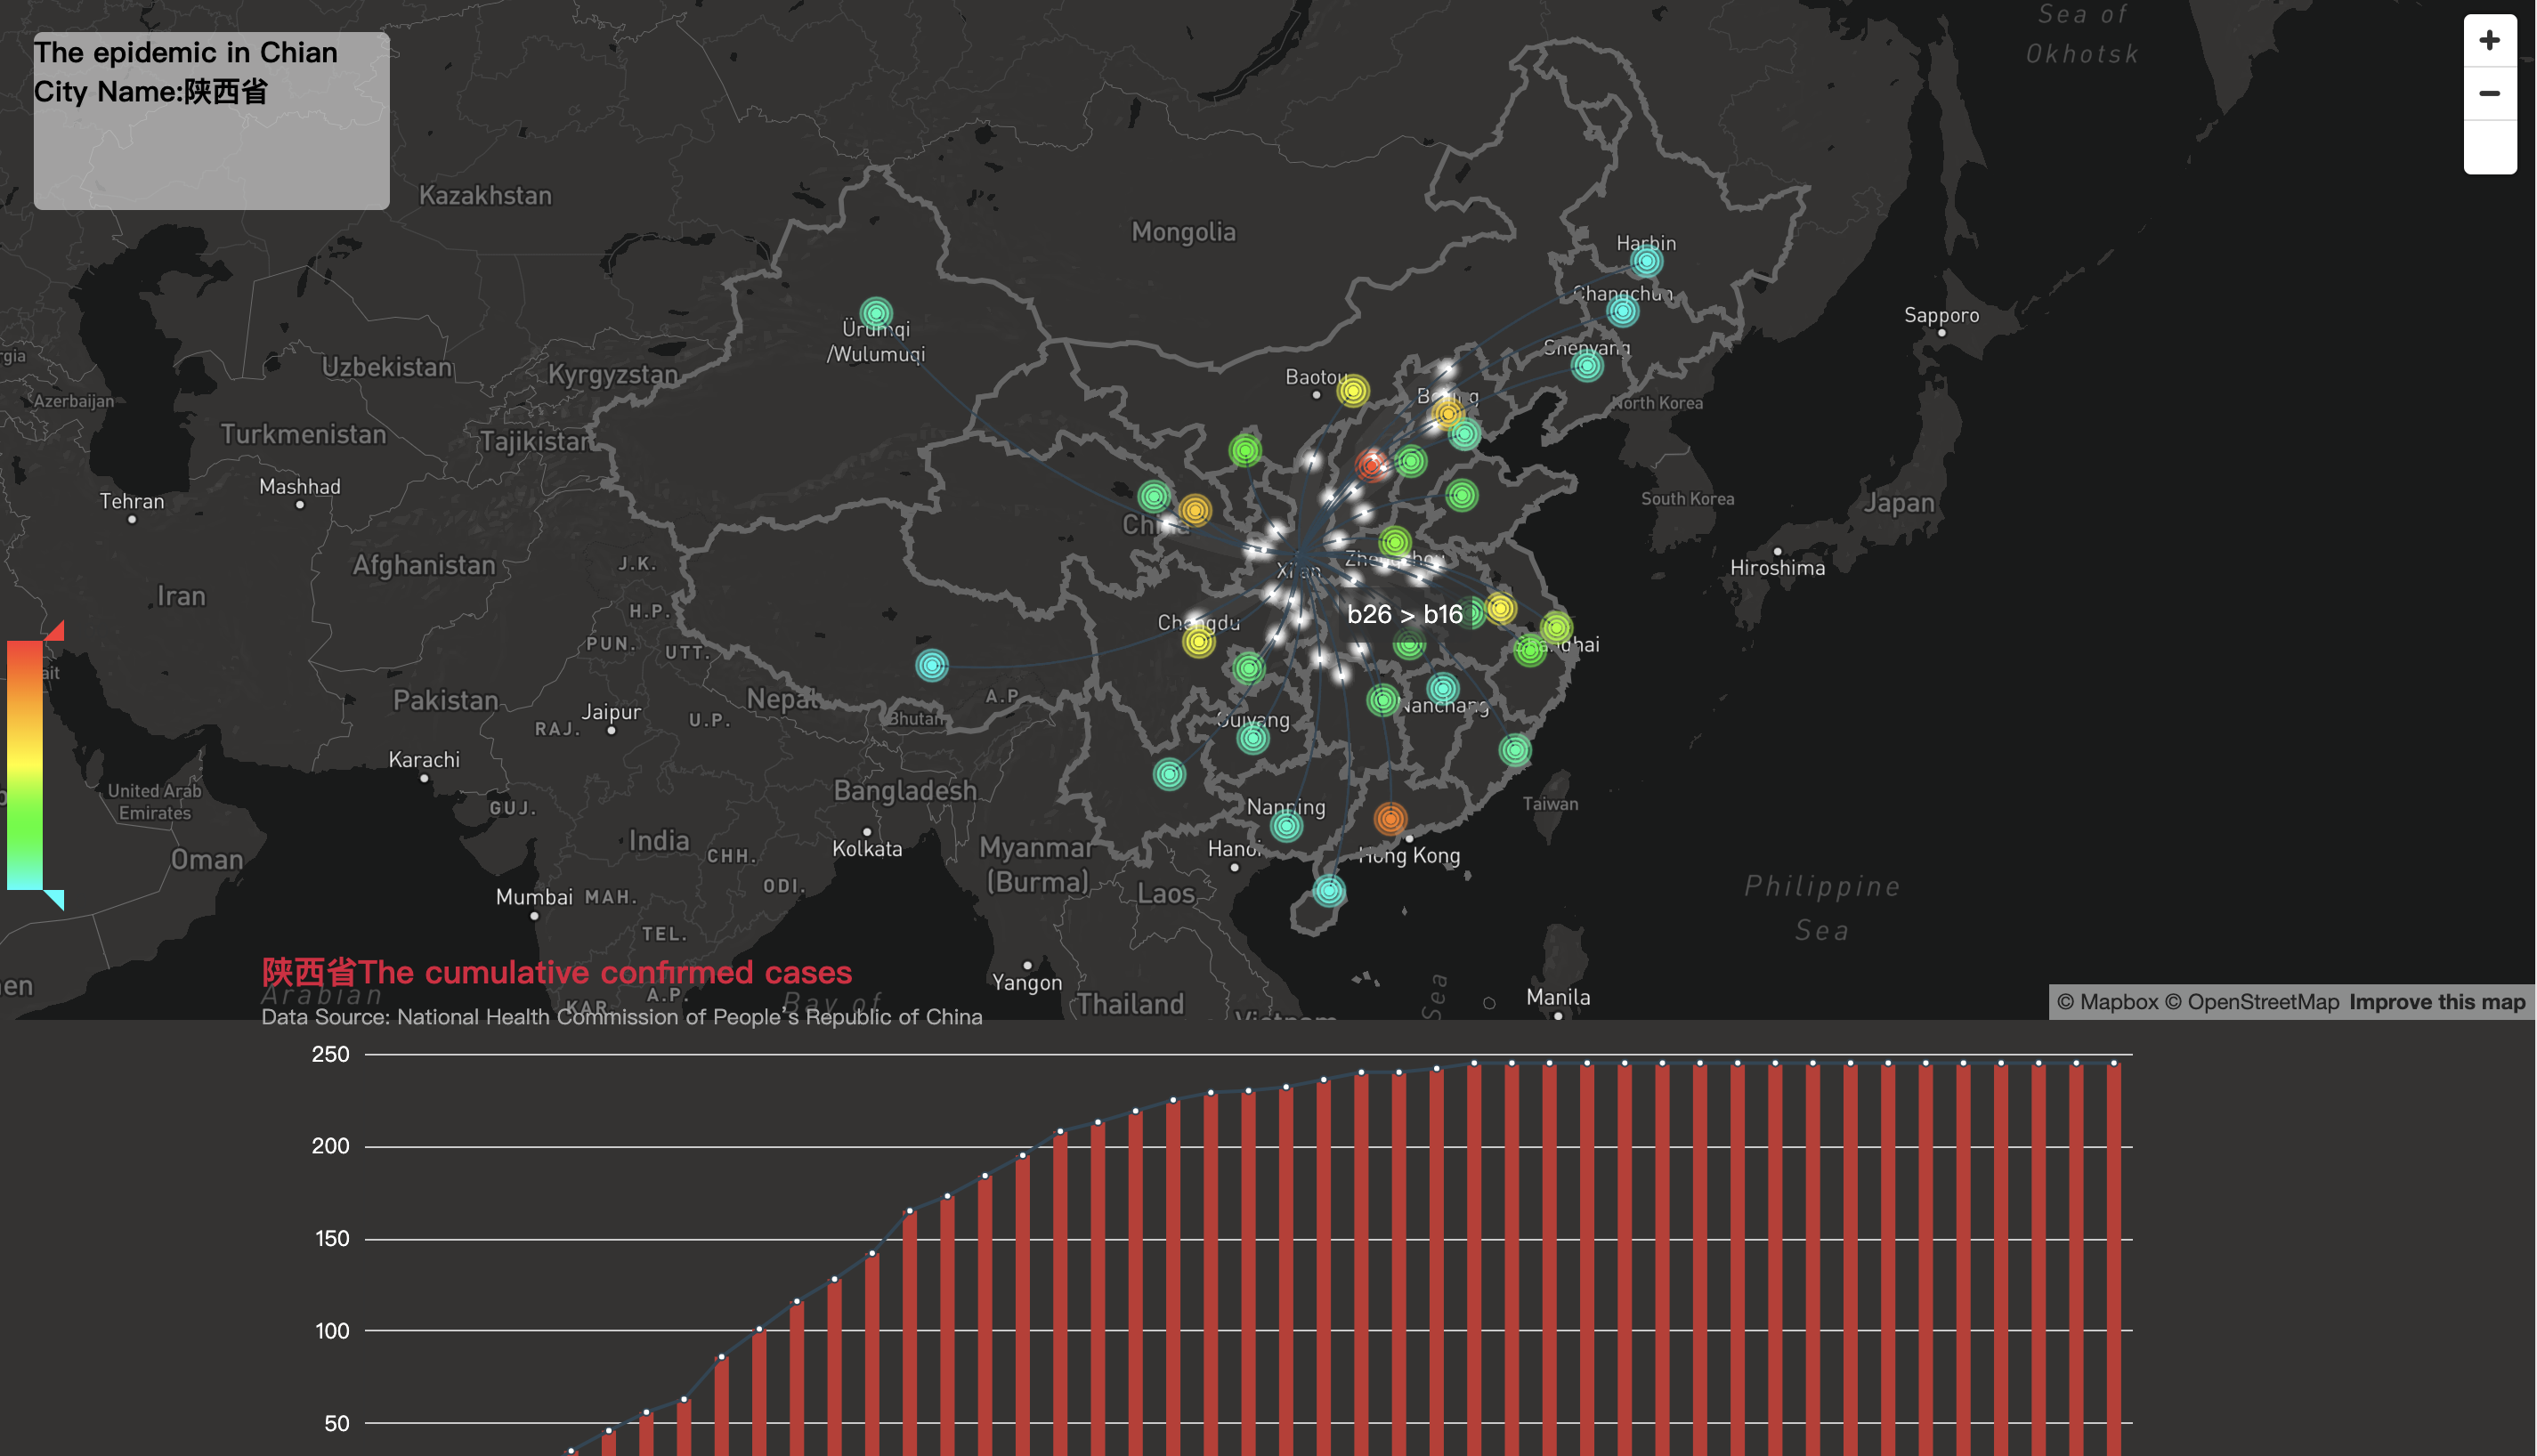 The epidemic in Chian
City Name:陕西省
Sea of
Okhotsk
Kazakhstan
Mongolia
Harbin
Changchun
Sapporo
Ürümqi
/Wulumuqi
Shenyang
rgia
Uzbekistan
Kyrgyzstan
Baotou
Azerbaijan
North Korea
Turkmenistan
Tajikistan
Tehran
Mashhad
South Korea
Japan
China
Afghanistan
J.K.
Xi'an
Zhengzhou
Hiroshima
Iran
H.P.
b26 > b16
Chengdu
PUN.
UTT.
ait
Pakistan
Nepal
A.P.
Nanchang
RAJ.
Jaipur
U.P.
Bhutan
Guiyang
Karachi
United Arab
Emirates
Bangladesh
Taiwan
GUJ.
Nanning
India
CHH.
Kolkata
Myanmar
(Burma)
Hanoi
Hong Kong
Oman
ODI.
Laos
Philippine
Sea
Mumbai
MAH.
TEL.
陕西省The cumulative confirmed cases
en
Arabian
KAR.
A.P.
Bay of
Yangon
Thailand
Sea
Manila
© Mapbox © OpenStreetMap Improve this map
Data Source: National Health Commission of People's Republic of China
Vietnam
250
200
150
100
50